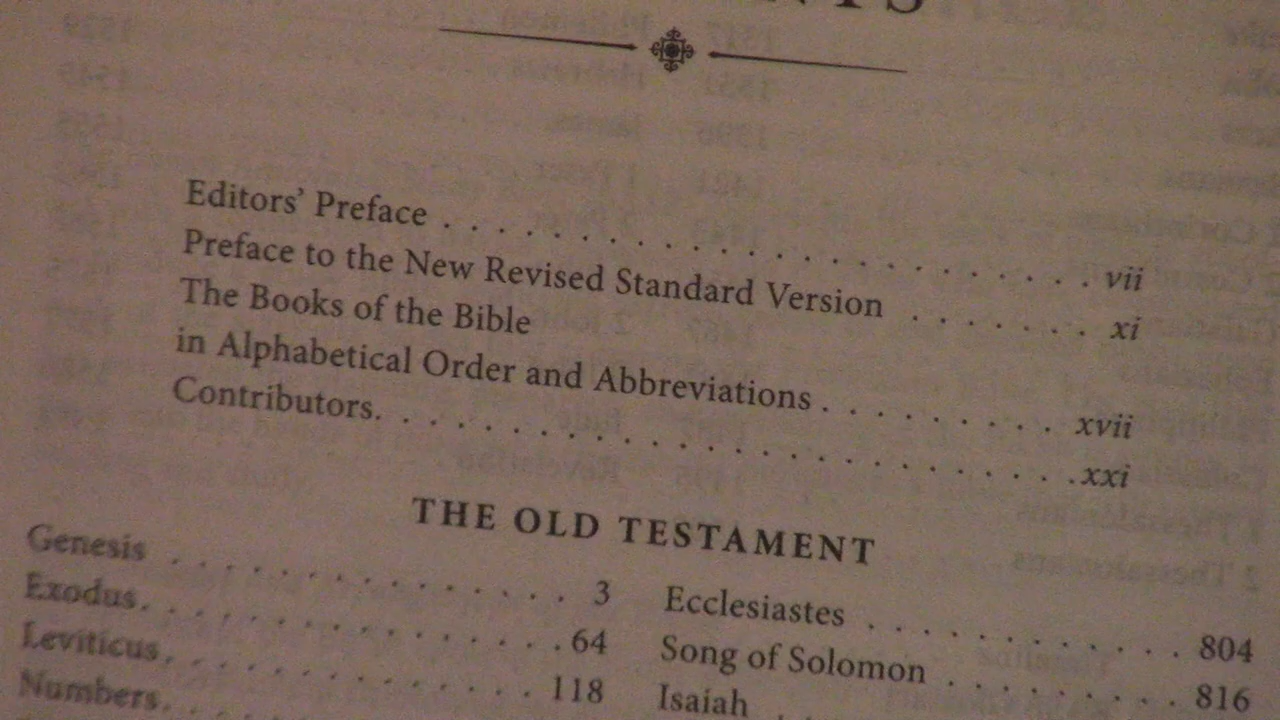 Editors’ Preface . . . . . . . . . . . . . . . . . . . . . . . . vii
Preface to the New Revised Standard Version . . . . . . . . xi
The Books of the Bible
in Alphabetical Order and Abbreviations . . . . . . . . . xvii
Contributors. . . . . . . . . . . . . . . . . . . . . . . . . . xxi
THE OLD TESTAMENT
Genesis . . . . . . . . . . . . . . . . 3
Exodus. . . . . . . . . . . . . . . . . 64
Leviticus. . . . . . . . . . . . . . . 118
Numbers.
Ecclesiastes . . . . . . . . . . . . 804
Song of Solomon . . . . . . . . . 816
Isaiah